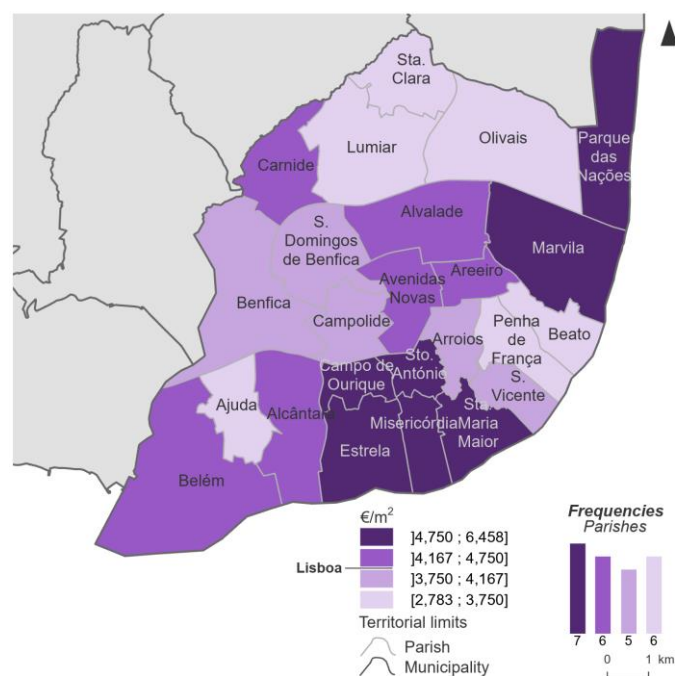 Sta.
Clara
Lumiar
Olivais
Parque
das
Nações
Carnide
Alvalade
S.
Domingos
de Benfica
Marvila
Avenidas
Novas
Areeiro
Benfica
Campolide
Arroios
Penha
de
França
Beato
Sto.
António
Campo de
Ourique
S.
Vicente
Ajuda
Alcântara
Misericórdia
Sta.
Maria
Maior
Estrela
Belém
€/m²
]4,750 ; 6,458]
]4,167 ; 4,750]
Lisboa
]3,750 ; 4,167]
[2,783 ; 3,750]
Territorial limits
Parish
Municipality
Frequencies
Parishes
7 6 5 6
0 1 km